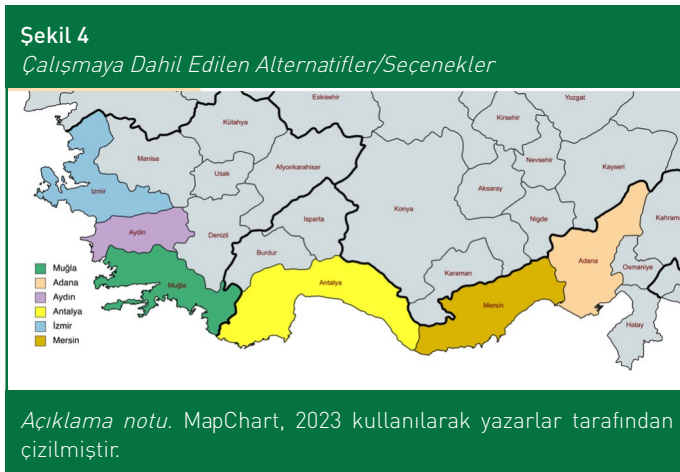 Şekil 4
Çalışmaya Dahil Edilen Alternatifler/Seçenekler
Eskisehir
Yozgat
Kütahya
Kirsehir
Manisa
Nevsehir
Usak
Afyonkarahisar
Kayseri
Izmir
Aksaray
Konya
Isparta
Nigde
Kahrama
Aydin
Denizli
Burdur
Adana
Osmaniye
Karaman
Muğla
Antalya
Mersin
Hatay
Muğla
Adana
Aydın
Antalya
İzmir
Mersin
Açıklama notu. MapChart, 2023 kullanılarak yazarlar tarafından
çizilmiştir.